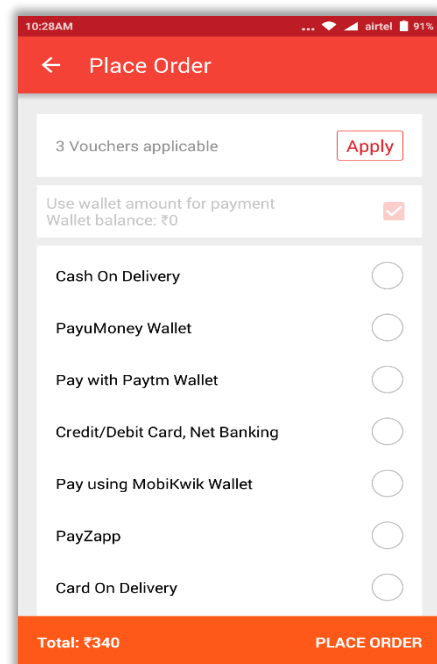 10:28AM ... airtel 91%
Place Order
3 Vouchers applicable Apply
Use wallet amount for payment
Wallet balance: ₹0
Cash On Delivery
PayuMoney Wallet
Pay with Paytm Wallet
Credit/Debit Card, Net Banking
Pay using MobiKwik Wallet
PayZapp
Card On Delivery
Total: ₹340 PLACE ORDER